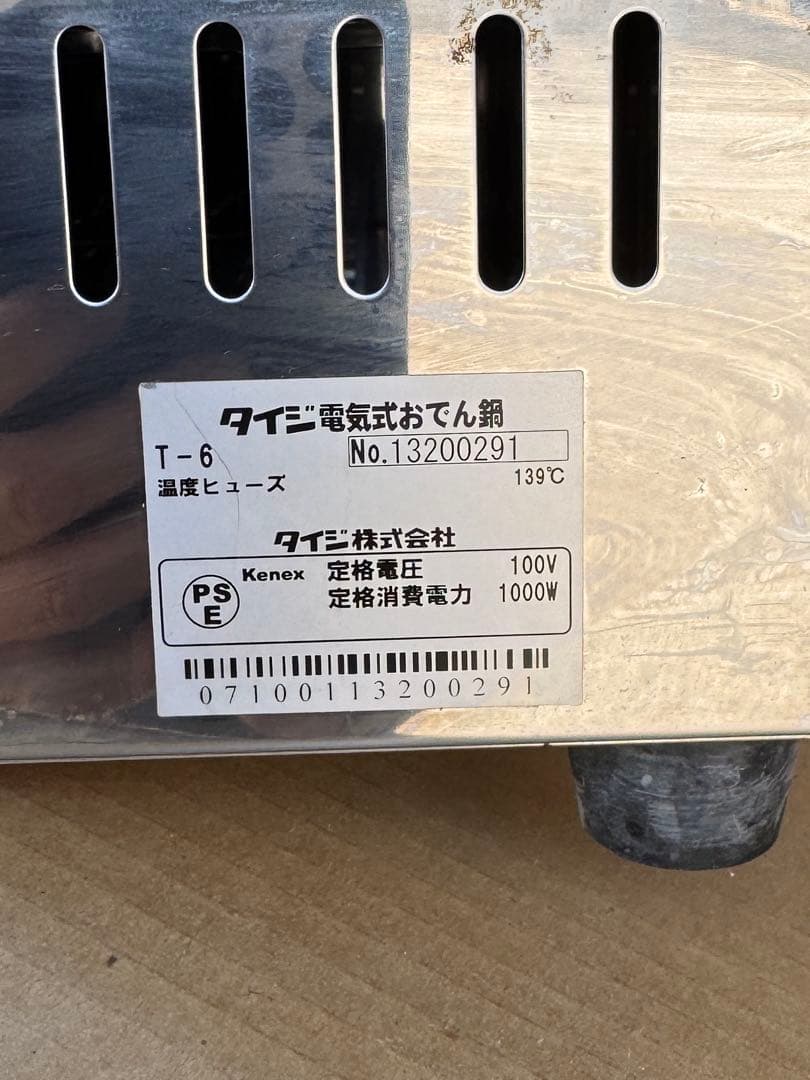 タイジ電気式おでん鍋
T-6 No.13200291
温度ヒューズ 139℃
タイジ株式会社
PS
E
Kenex 定格電圧 100V
定格消費電力 1000W
07100113200291